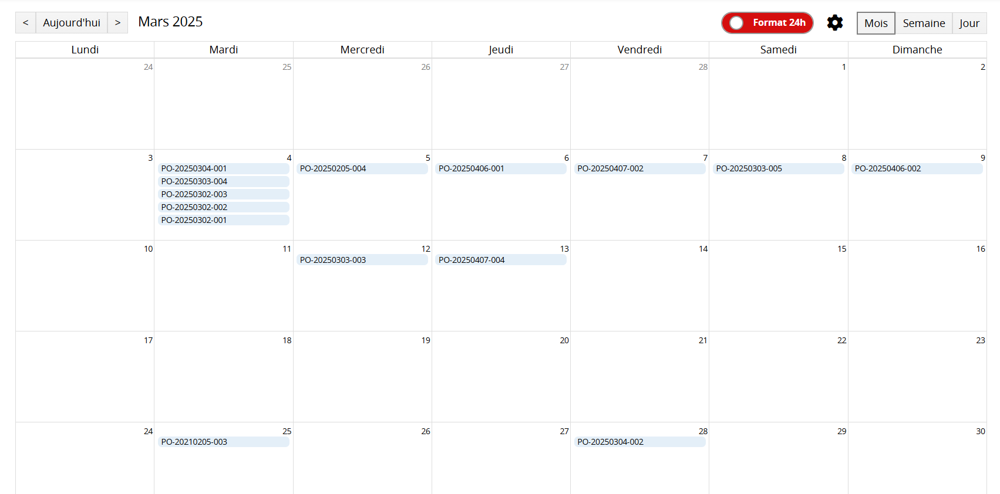 < Aujourd'hui > Mars 2025 Format 24h Mois Semaine Jour
Lundi Mardi Mercredi Jeudi Vendredi Samedi Dimanche
24 25 26 27 28 1 2
3 4 5 6 7 8 9
PO-20250304-001 PO-20250205-004 PO-20250406-001 PO-20250407-002 PO-20250303-005 PO-20250406-002
PO-20250303-004
PO-20250302-003
PO-20250302-002
PO-20250302-001
10 11 12 13 14 15 16
PO-20250303-003 PO-20250407-004
17 18 19 20 21 22 23
24 25 26 27 28 29 30
PO-20210205-003 PO-20250304-002